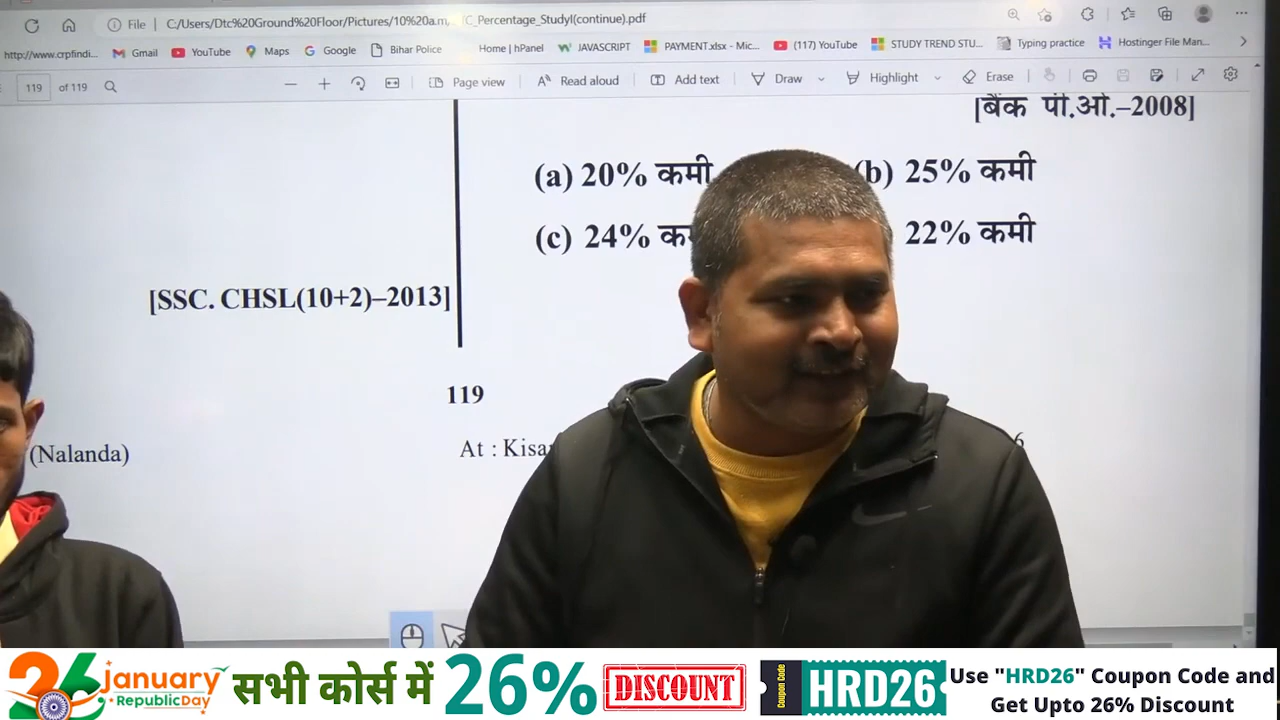 File | C:/Users/Dtc%20Ground%20Floor/Pictures/10%20a.m/ C_Percentage_Studyl(continue).pdf
http://www.crpfindi... Gmail YouTube Maps Google Bihar Police Home | hPanel JAVASCRIPT PAYMENT.xlsx - Mic... (117) YouTube STUDY TREND STU... Typing practice Hostinger File Man...
119 of 119 Page view Read aloud Add text Draw Highlight Erase
[बैंक पी.ओ.–2008]
(a) 20% कमी (b) 25% कमी
(c) 24% 22% कमी
[SSC. CHSL(10+2)–2013]
119
(Nalanda) At : 6
26 january सभी कोर्स में 26% DISCOUNT Coupon Code HRD26 Use "HRD26" Coupon Code and
RepublicDay Get Upto 26% Discount